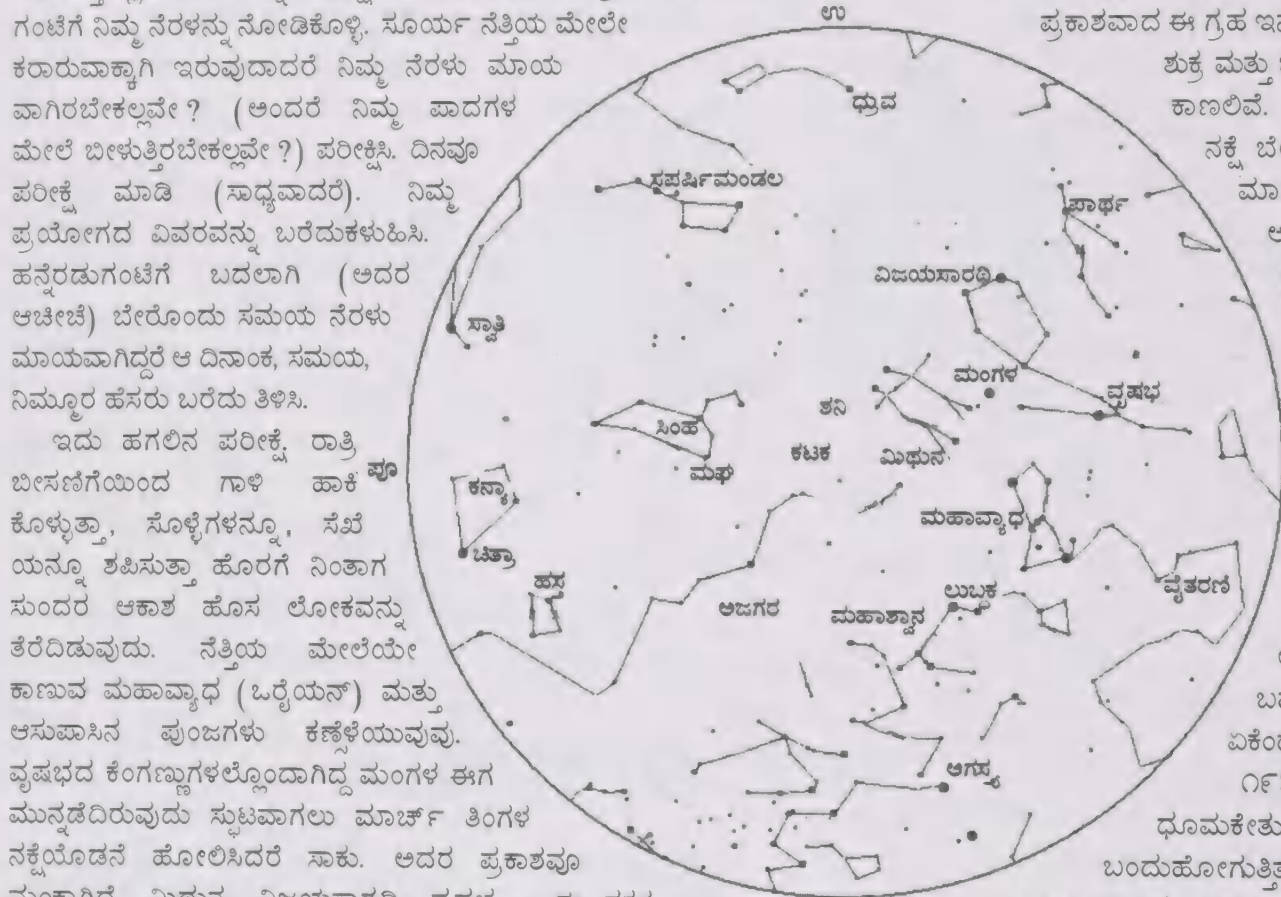 ಗಂಟೆಗೆ ನಿಮ್ಮ ನೆರಳನ್ನು ನೋಡಿಕೊಳ್ಳಿ. ಸೂರ್ಯ ನೆತ್ತಿಯ ಮೇಲೇ
ಕರಾರುವಾಕ್ಕಾಗಿ ಇರುವುದಾದರೆ ನಿಮ್ಮ ನೆರಳು ಮಾಯ
ವಾಗಿರಬೇಕಲ್ಲವೇ? (ಅಂದರೆ ನಿಮ್ಮ ಪಾದಗಳ
ಮೇಲೆ ಬೀಳುತ್ತಿರಬೇಕಲ್ಲವೇ?) ಪರೀಕ್ಷಿಸಿ. ದಿನವೂ
ಪರೀಕ್ಷೆ ಮಾಡಿ (ಸಾಧ್ಯವಾದರೆ). ನಿಮ್ಮ
ಪ್ರಯೋಗದ ವಿವರವನ್ನು ಬರೆದುಕಳುಹಿಸಿ.
ಹನ್ನೆರಡುಗಂಟೆಗೆ ಬದಲಾಗಿ (ಅದರ
ಆಚೀಚೆ) ಬೇರೊಂದು ಸಮಯ ನೆರಳು
ಮಾಯವಾಗಿದ್ದರೆ ಆ ದಿನಾಂಕ, ಸಮಯ,
ನಿಮ್ಮೂರ ಹೆಸರು ಬರೆದು ತಿಳಿಸಿ.
ಇದು ಹಗಲಿನ ಪರೀಕ್ಷೆ. ರಾತ್ರಿ
ಬೀಸಣಿಗೆಯಿಂದ ಗಾಳಿ ಹಾಕಿ
ಕೊಳ್ಳುತ್ತಾ, ಸೊಳ್ಳೆಗಳನ್ನೂ, ಸೆಖೆ
ಯನ್ನೂ ಶಪಿಸುತ್ತಾ ಹೊರಗೆ ನಿಂತಾಗ
ಸುಂದರ ಆಕಾಶ ಹೊಸ ಲೋಕವನ್ನು
ತೆರೆದಿಡುವುದು. ನೆತ್ತಿಯ ಮೇಲೆಯೇ
ಕಾಣುವ ಮಹಾವ್ಯಾಧ (ಒರೈಯನ್) ಮತ್ತು
ಆಸುಪಾಸಿನ ಪುಂಜಗಳು ಕಣ್ಸೆಳೆಯುವುವು.
ವೃಷಭದ ಕೆಂಗಣ್ಣುಗಳಲ್ಲೊಂದಾಗಿದ್ದ ಮಂಗಳ ಈಗ
ಮುನ್ನಡೆದಿರುವುದು ಸ್ಫುಟವಾಗಲು ಮಾರ್ಚ್ ತಿಂಗಳ
ನಕ್ಷೆಯೊಡನೆ ಹೋಲಿಸಿದರೆ ಸಾಕು. ಅದರ ಪ್ರಕಾಶವೂ
ಉ
ಧ್ರುವ
ಸಪ್ತರ್ಷಿಮಂಡಲ
ಪಾರ್ಥ
ವಿಜಯಸಾರಥಿ
ಸ್ವಾತಿ
ಮಂಗಳ
ವೃಷಭ
ಶನಿ
ಸಿಂಹ
ಕಟಕ
ಮಿಥುನ
ಮಘ
ಪೂ
ಕನ್ಯಾ
ಮಹಾವ್ಯಾಧ
ಚಿತ್ರಾ
ಹಸ್ತ
ಅಜಗರ
ಲುಬ್ಧಕ
ವೈತರಣಿ
ಮಹಾಶ್ವಾನ
ಅಗಸ್ತ್ಯ
ಪ್ರಕಾಶವಾದ ಈ ಗ್ರಹ
ಶುಕ್ರ ಮತ್ತು
ಕಾಣಲಿವೆ.
ನಕ್ಷೆ
೧೯
ಧೂಮಕೇತು